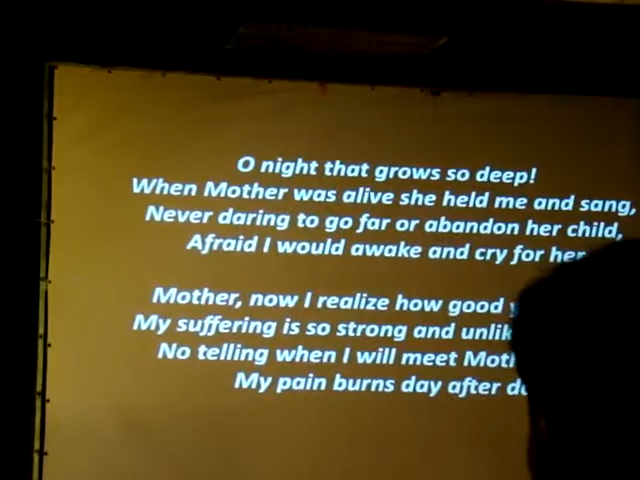 O night that grows so deep!
When Mother was alive she held me and sang,
Never daring to go far or abandon her child,
Afraid I would awake and cry for her
Mother, now I realize how good
My suffering is so strong and
No telling when I will meet
My pain burns day after